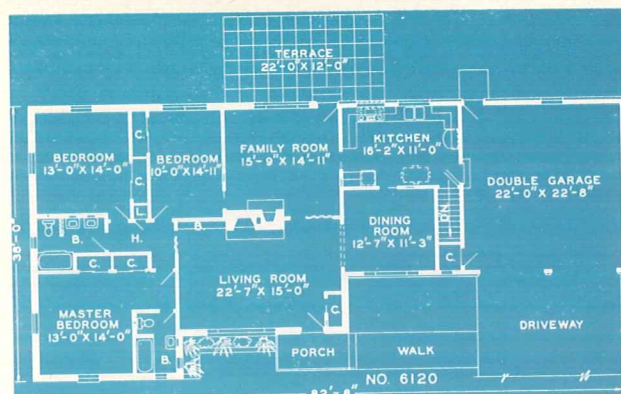 TERRACE
22'-0" X 12'-0"
BEDROOM
13'-0" X 14'-0"
C.
C.
L.
BEDROOM
10'-0" X 14'-11"
FAMILY ROOM
15'-9" X 14'-11"
KITCHEN
16'-2" X 11'-0"
DOUBLE GARAGE
22'-0" X 22'-8"
DN.
C.
DINING
ROOM
12'-7" X 11'-3"
B.
H.
B.
C.
C.
LIVING ROOM
22'-7" X 15'-0"
C.
MASTER
BEDROOM
13'-0" X 14'-0"
B.
PORCH
WALK
DRIVEWAY
NO. 6120
82'-8"